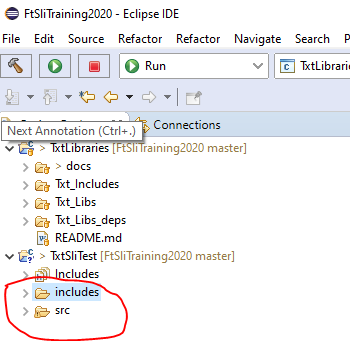 FtSliTraining2020 - Eclipse IDE
File Edit Source Refactor Refactor Navigate Search
Run
TxtLibrari
Next Annotation (Ctrl+.)
Connections
> TxtLibraries [FtSliTraining2020 master]
> docs
Txt_Includes
Txt_Libs
Txt_Libs_deps
README.md
> TxtSliTest [FtSliTraining2020 master]
Includes
includes
src